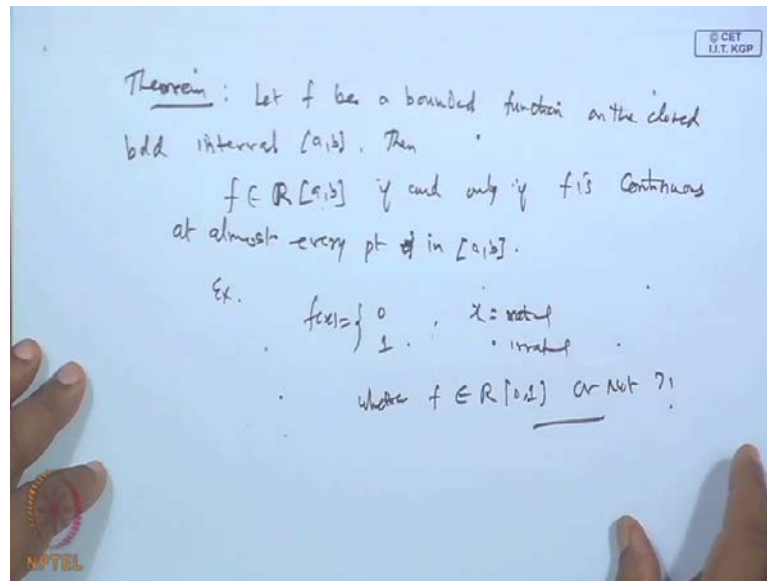 © CET
I.I.T. KGP
Theorem : Let f be a bounded function on the closed
bdd interval [a,b]. Then
f ∈ R [a,b] if and only if f is Continuous
at almost every pt in [a,b].
Ex.
f(x) = { 0 , x = rational
1 . irrational
whether f ∈ R [0,1] or Not ?!
NPTEL